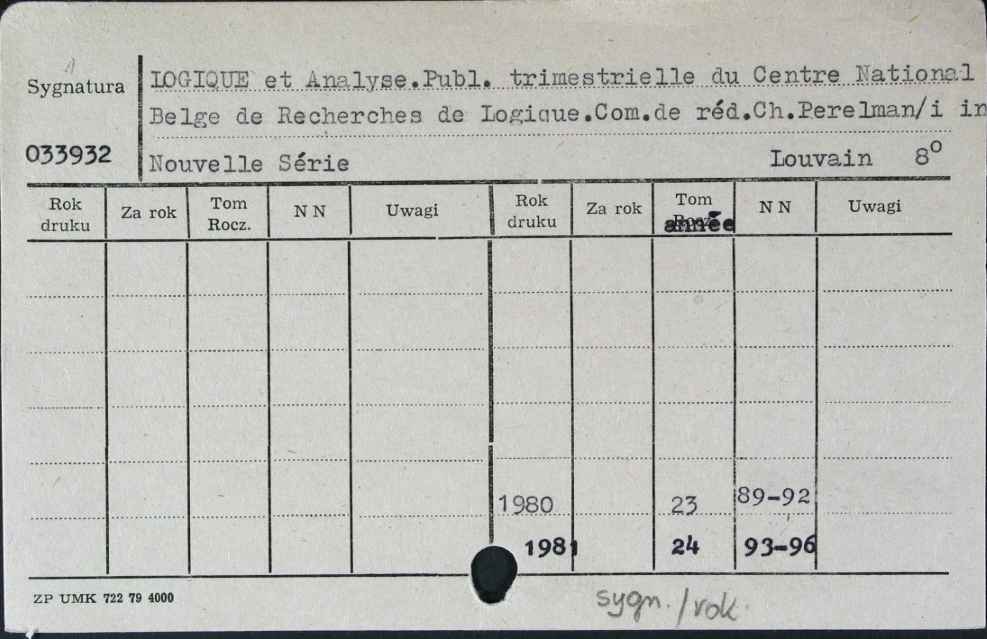 Sygnatura
LOGIQUE et Analyse.Publ. trimestrielle du Centre National
Belge de Recherches de Logique.Com.de réd.Ch.Perelman/i in
033932
Nouvelle Série Louvain 8º
Rok druku Za rok Tom Rocz. N N Uwagi Rok druku Za rok Tom Rocz. N N Uwagi
année
1980 23 89-92
1981 24 93-96
ZP UMK 722 79 4000
sygn./rok.